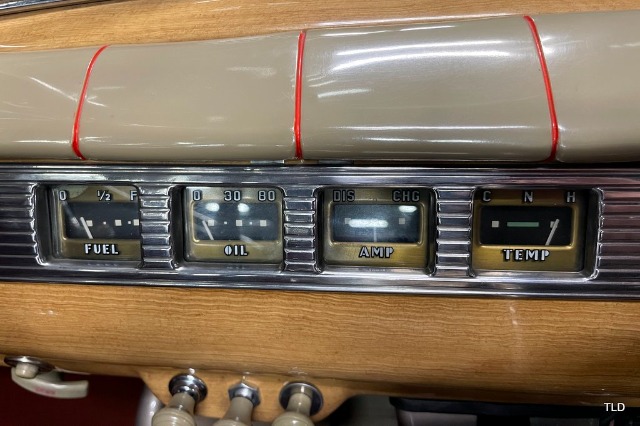 0 ½ F
FUEL
0 30 80
OIL
DIS CHG
AMP
C N H
TEMP
TLD